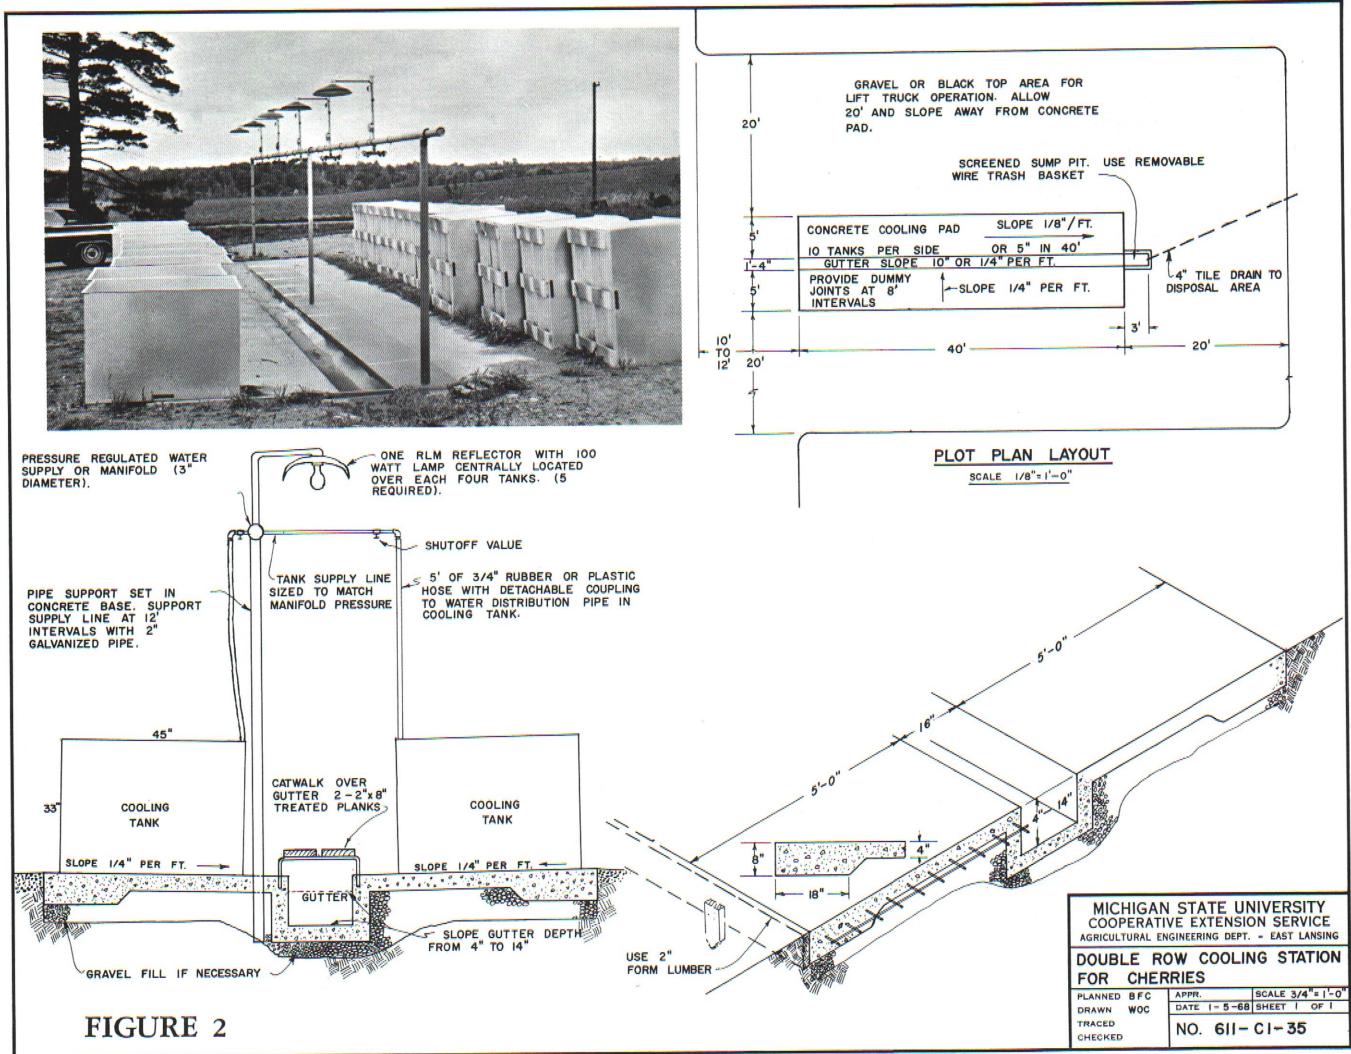 GRAVEL OR BLACK TOP AREA FOR
LIFT TRUCK OPERATION. ALLOW
20' AND SLOPE AWAY FROM CONCRETE
PAD.
20'
SCREENED SUMP PIT. USE REMOVABLE
WIRE TRASH BASKET
5'
CONCRETE COOLING PAD SLOPE 1/8"/FT.
10 TANKS PER SIDE OR 5" IN 40'
1'-4"
GUTTER SLOPE 10" OR 1/4" PER FT.
5'
PROVIDE DUMMY
JOINTS AT 8'
INTERVALS
SLOPE 1/4" PER FT.
4" TILE DRAIN TO
DISPOSAL AREA
3'
10'
TO
12'
20'
40'
20'
PLOT PLAN LAYOUT
SCALE 1/8"=1'-0"
PRESSURE REGULATED WATER
SUPPLY OR MANIFOLD (3"
DIAMETER).
ONE RLM REFLECTOR WITH 100
WATT LAMP CENTRALLY LOCATED
OVER EACH FOUR TANKS. (5
REQUIRED).
SHUTOFF VALUE
TANK SUPPLY LINE
SIZED TO MATCH
MANIFOLD PRESSURE
5' OF 3/4" RUBBER OR PLASTIC
HOSE WITH DETACHABLE COUPLING
TO WATER DISTRIBUTION PIPE IN
COOLING TANK.
PIPE SUPPORT SET IN
CONCRETE BASE. SUPPORT
SUPPLY LINE AT 12'
INTERVALS WITH 2"
GALVANIZED PIPE.
45"
33"
COOLING
TANK
CATWALK OVER
GUTTER 2-2"x8"
TREATED PLANKS
COOLING
TANK
SLOPE 1/4" PER FT.
SLOPE 1/4" PER FT.
GUTTER
SLOPE GUTTER DEPTH
FROM 4" TO 14"
GRAVEL FILL IF NECESSARY
5'-0"
16"
5'-0"
4"-14"
8"
4"
18"
USE 2"
FORM LUMBER
FIGURE 2
MICHIGAN STATE UNIVERSITY
COOPERATIVE EXTENSION SERVICE
AGRICULTURAL ENGINEERING DEPT. - EAST LANSING
DOUBLE ROW COOLING STATION
FOR CHERRIES
PLANNED BFC
DRAWN WOC
TRACED
CHECKED
APPR.
SCALE 3/4"=1'-0"
DATE 1-5-68
SHEET 1 OF 1
NO. 611-C1-35